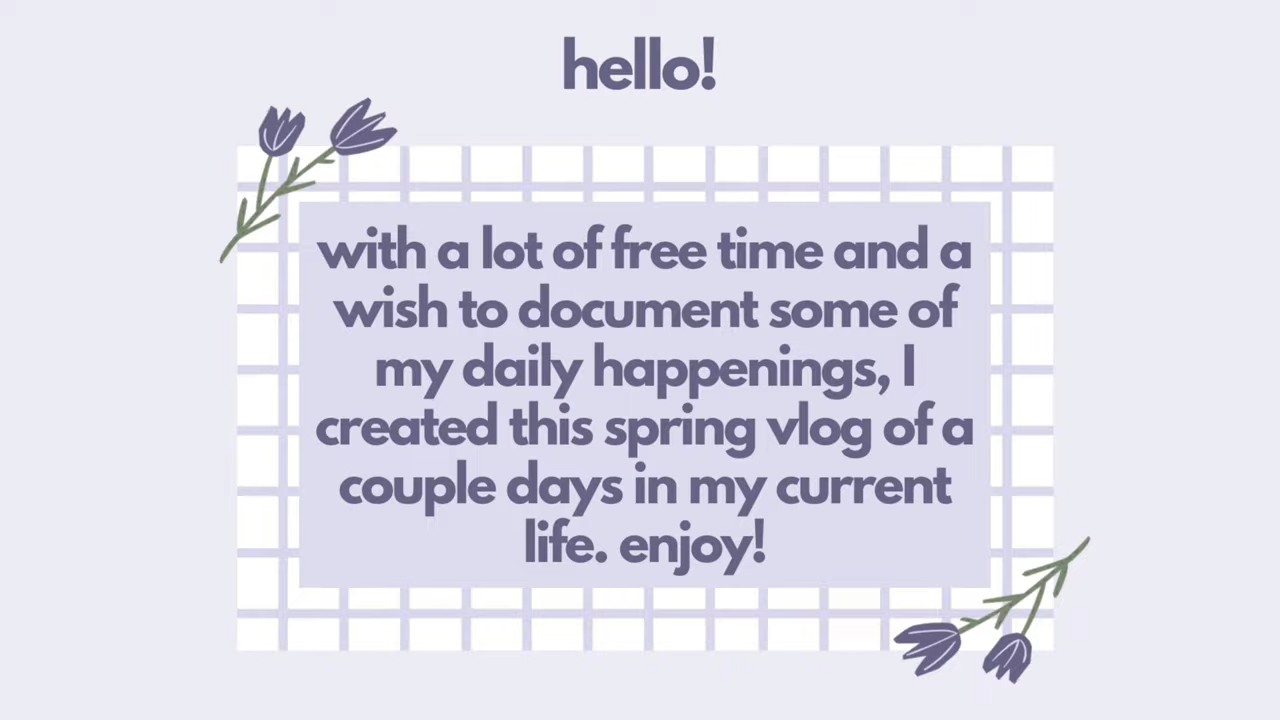 hello!
with a lot of free time and a
wish to document some of
my daily happenings, I
created this spring vlog of a
couple days in my current
life. enjoy!